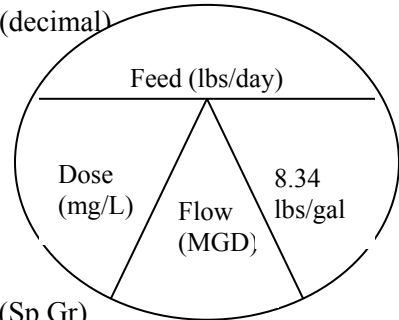 (decimal)
Feed (lbs/day)
Dose
(mg/L)
Flow
(MGD)
8.34
lbs/gal
(Sp Gr)